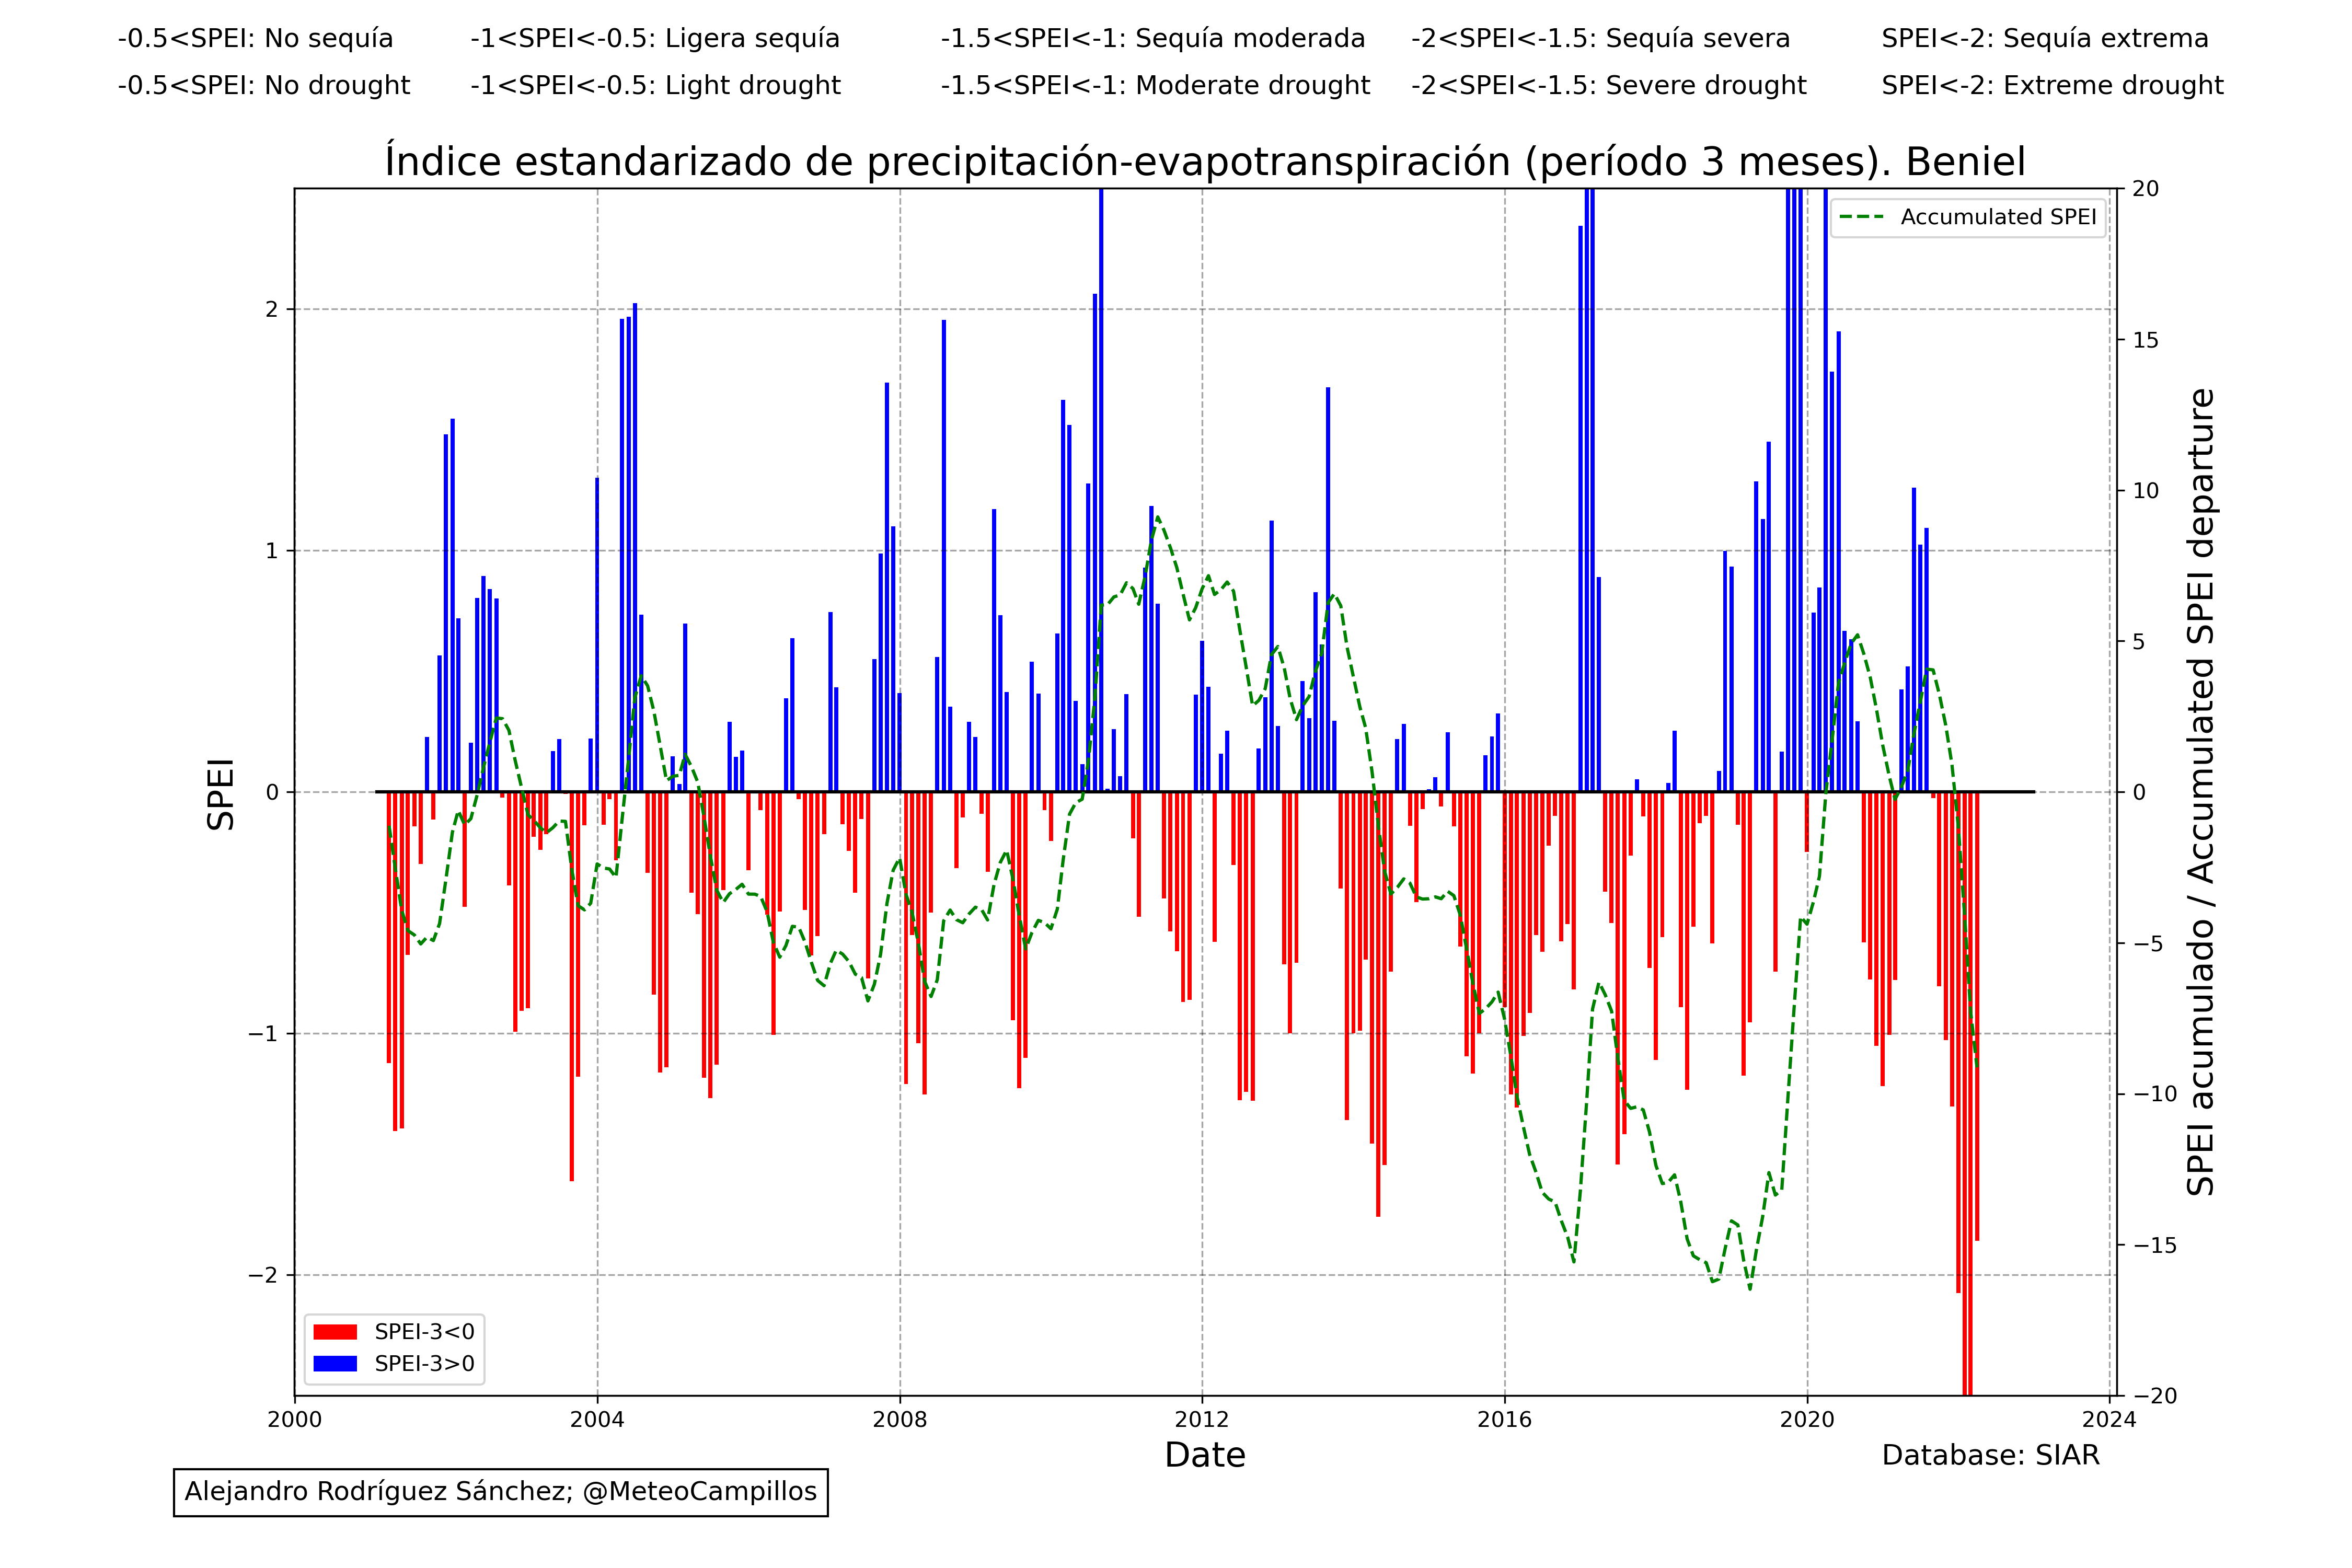 -0.5<SPEI: No sequía -1<SPEI<-0.5: Ligera sequía -1.5<SPEI<-1: Sequía moderada -2<SPEI<-1.5: Sequía severa SPEI<-2: Sequía extrema
-0.5<SPEI: No drought -1<SPEI<-0.5: Light drought -1.5<SPEI<-1: Moderate drought -2<SPEI<-1.5: Severe drought SPEI<-2: Extreme drought
Índice estandarizado de precipitación-evapotranspiración (período 3 meses). Beniel
Accumulated SPEI
SPEI
2
1
0
−1
−2
20
15
10
5
0
−5
−10
−15
−20
SPEI acumulado / Accumulated SPEI departure
SPEI-3<0
SPEI-3>0
2000 2004 2008 2012 2016 2020 2024
Date
Database: SIAR
Alejandro Rodríguez Sánchez; @MeteoCampillos